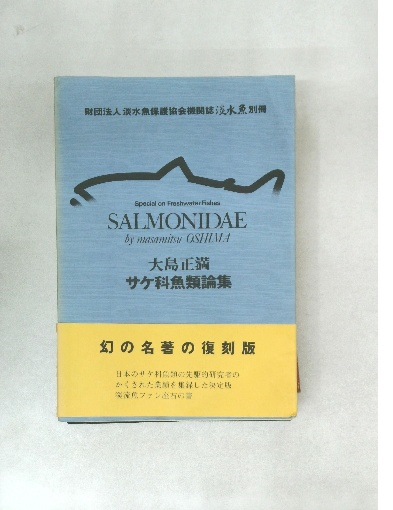 財団法人 淡水魚保護協会機関誌 淡水魚 別冊
Special on Freshwater Fishes
SALMONIDAE
by masamitsu OSHIMA
大島正満
サケ科魚類論集
幻の名著の復刻版
日本のサケ科魚類の先駆的研究者の
かくされた業績を集録した決定版
渓流魚ファン必読の書